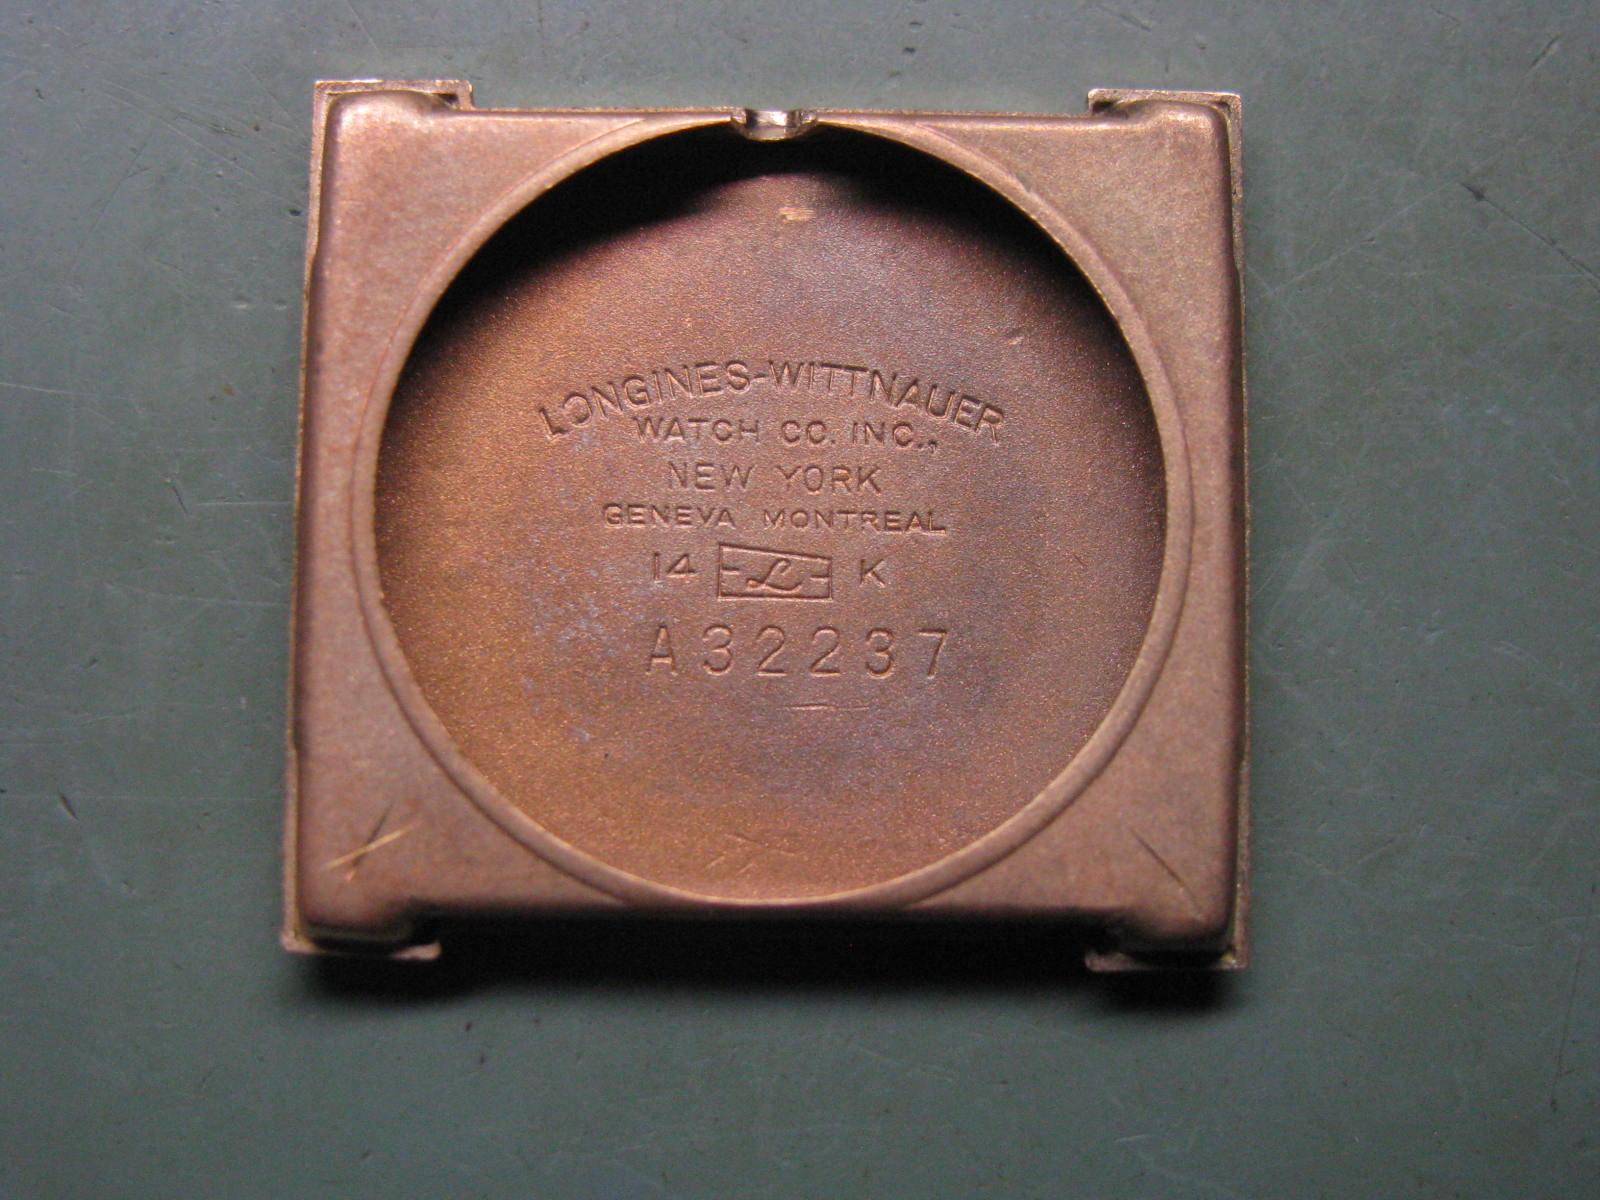 LONGINES-WITTNAUER
WATCH CO. INC.,
NEW YORK
GENEVA MONTREAL
14 L K
A32237